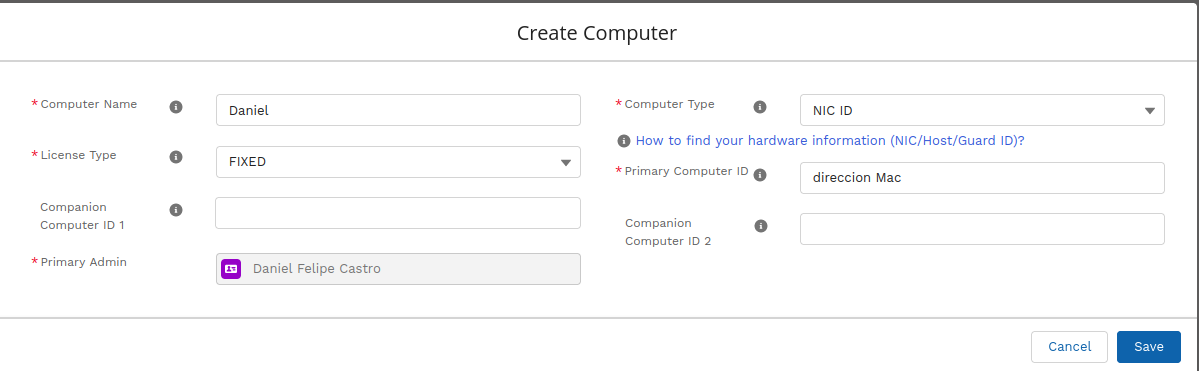 Create Computer
* Computer Name
Daniel
* Computer Type
NIC ID
How to find your hardware information (NIC/Host/Guard ID)?
* License Type
FIXED
* Primary Computer ID
direccion Mac
Companion
Computer ID 1
Companion
Computer ID 2
* Primary Admin
Daniel Felipe Castro
Cancel
Save